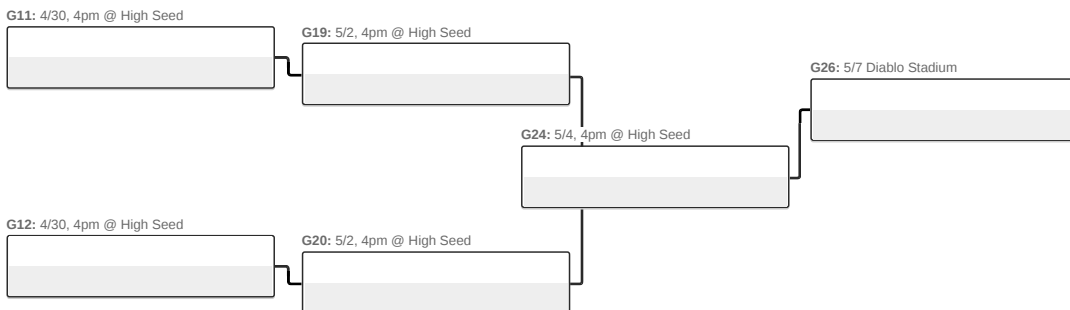 G11: 4/30, 4pm @ High Seed
G19: 5/2, 4pm @ High Seed
G26: 5/7 Diablo Stadium
G24: 5/4, 4pm @ High Seed
G12: 4/30, 4pm @ High Seed
G20: 5/2, 4pm @ High Seed